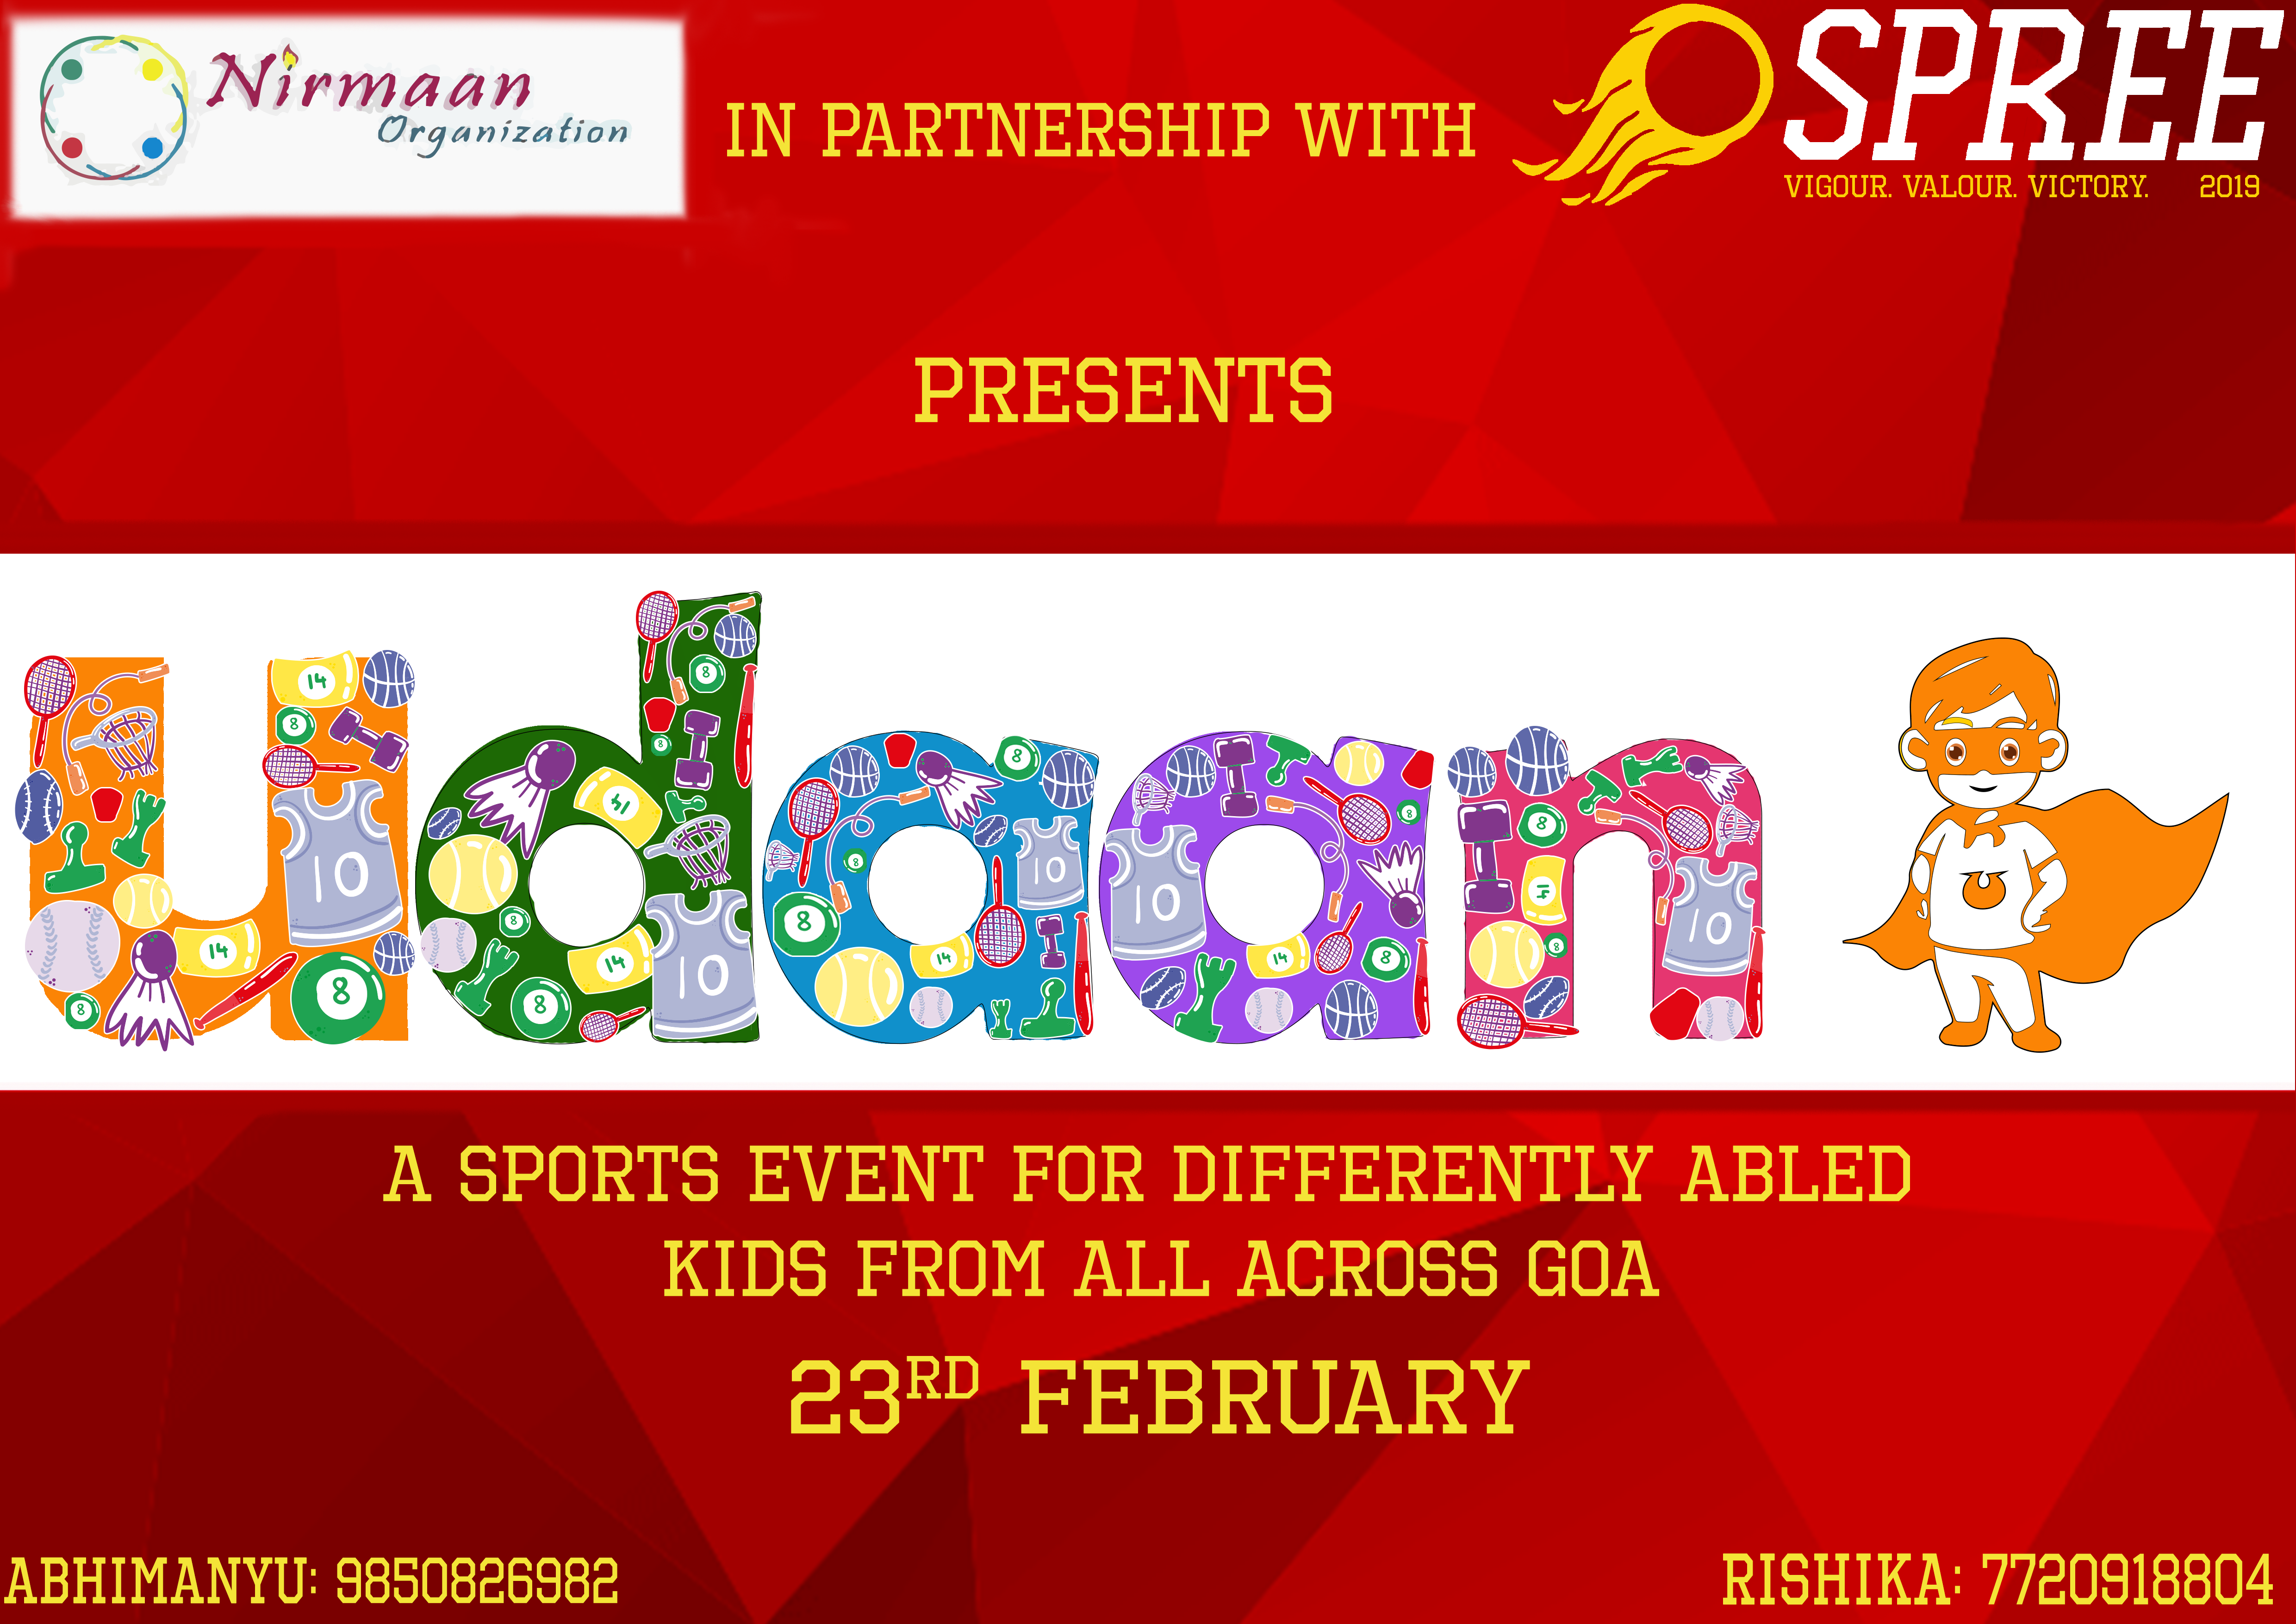 Nirmaan
Organization
IN PARTNERSHIP WITH
SPREE
VIGOUR. VALOUR. VICTORY. 2019
PRESENTS
udaan
A SPORTS EVENT FOR DIFFERENTLY ABLED
KIDS FROM ALL ACROSS GOA
23RD FEBRUARY
ABHIMANYU: 9850826982
RISHIKA: 7720918804